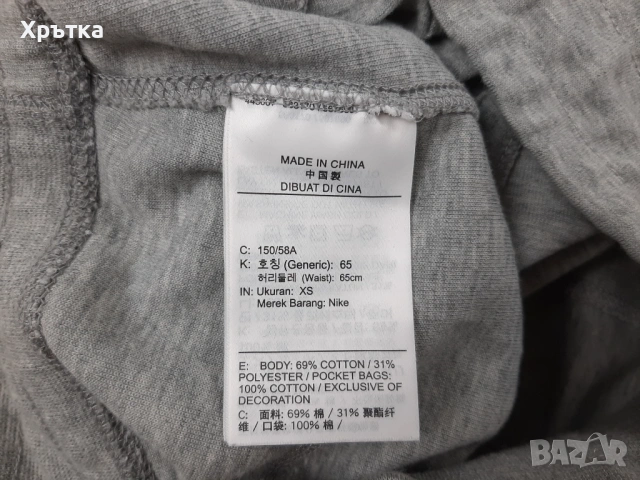 Хрътка
MADE IN CHINA
中国製
DIBUAT DI CINA
C: 150/58A
K: 호칭 (Generic): 65
허리둘레 (Waist): 65cm
IN: Ukuran: XS
Merek Barang: Nike
E: BODY: 69% COTTON / 31%
POLYESTER / POCKET BAGS:
100% COTTON / EXCLUSIVE OF
DECORATION
C: 面料: 69% 棉 / 31% 聚酯纤
维 / 口袋: 100% 棉 /
BAZAR